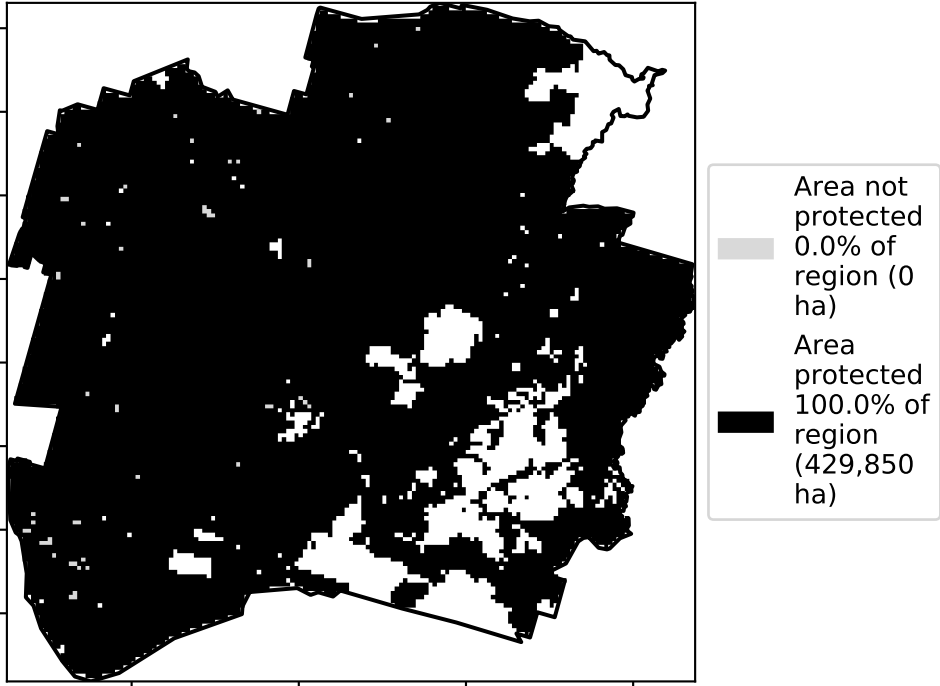 Area not
protected
0.0% of
region (0
ha)
Area
protected
100.0% of
region
(429,850
ha)